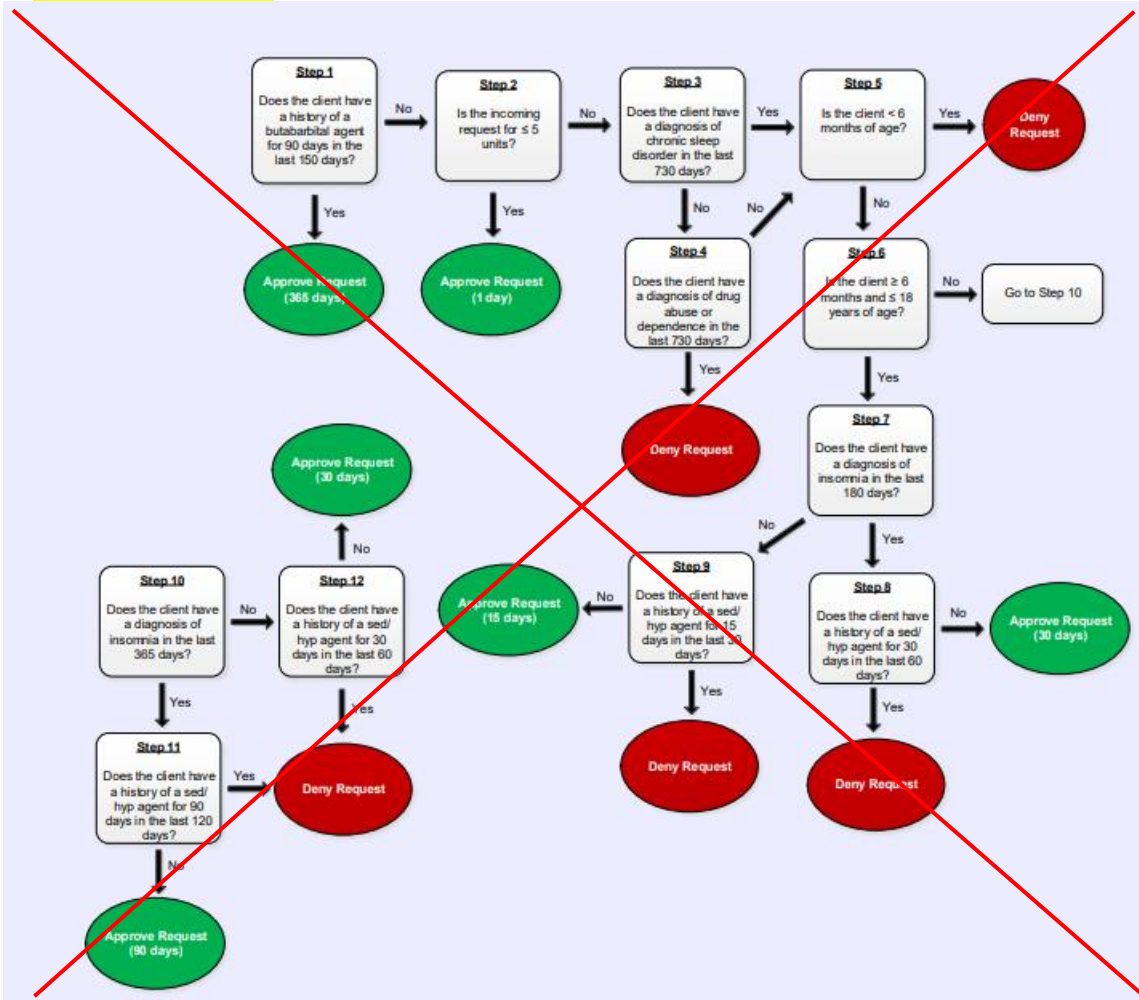 Step 1
Does the client have
a history of a
butabarbital agent
for 90 days in the
last 150 days?
No
Yes
Approve Request
(365 days)
Step 2
Is the incoming
request for ≤ 5
units?
No
Yes
Approve Request
(1 day)
Step 3
Does the client have
a diagnosis of
chronic sleep
disorder in the last
730 days?
Yes
No
Step 4
Does the client have
a diagnosis of drug
abuse or
dependence in the
last 730 days?
No
Yes
Deny Request
Step 5
Is the client < 6
months of age?
Yes
Deny
Request
No
Step 6
Is the client ≥ 6
months and ≤ 18
years of age?
No
Go to Step 10
Yes
Step 7
Does the client have
a diagnosis of
insomnia in the last
180 days?
No
Yes
Step 8
Does the client have
a history of a sed/
hyp agent for 30
days in the last 60
days?
No
Approve Request
(30 days)
Yes
Deny Request
Step 9
Does the client have
a history of a sed/
hyp agent for 15
days in the last 30
days?
No
Approve Request
(15 days)
Yes
Deny Request
Step 10
Does the client have
a diagnosis of
insomnia in the last
365 days?
No
Yes
Step 12
Does the client have
a history of a sed/
hyp agent for 30
days in the last 60
days?
No
Approve Request
(30 days)
Yes
Deny Request
Step 11
Does the client have
a history of a sed/
hyp agent for 90
days in the last 120
days?
Yes
No
Approve Request
(90 days)